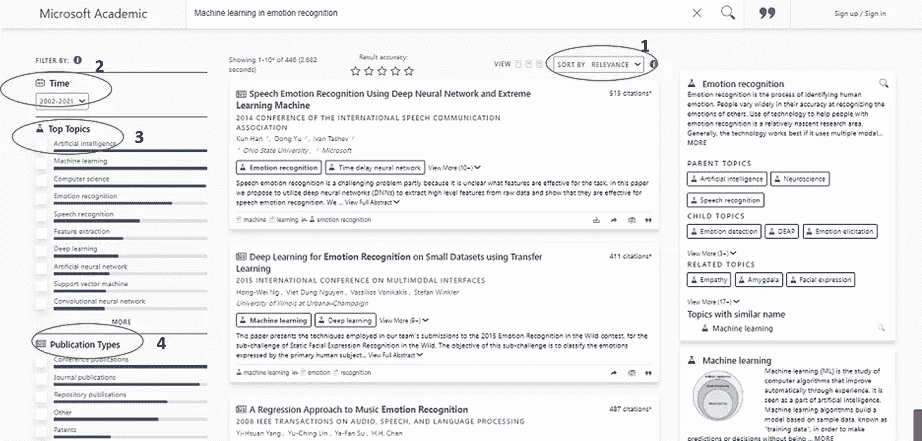 Microsoft Academic
Machine learning in emotion recognition
Sign up / Sign in
1
FILTER BY:
2
Time
2002-2021
Top Topics
3
Artificial intelligence
Machine learning
Computer science
Emotion recognition
Speech recognition
Feature extraction
Deep learning
Artificial neural network
Support vector machine
Convolutional neural network
MORE
Publication Types
4
Conference publications
Journal publications
Repository publications
Other
Patents
Showing 1-10* of 446 (2.682
seconds)
Result accuracy:
VIEW
SORT BY RELEVANCE
Speech Emotion Recognition Using Deep Neural Network and Extreme
Learning Machine
515 citations*
2014 CONFERENCE OF THE INTERNATIONAL SPEECH COMMUNICATION
ASSOCIATION
Kun Han ¹, Dong Yu ², Ivan Tashev ²
¹ Ohio State University, ² Microsoft
Emotion recognition Time delay neural network View More (10+)
Speech emotion recognition is a challenging problem partly because it is unclear what features are effective for the task. In this paper
we propose to utilize deep neural networks (DNNs) to extract high level features from raw data and show that they are effective for
speech emotion recognition. We ... View Full Abstract
machine learning in emotion recognition
Deep Learning for Emotion Recognition on Small Datasets using Transfer
Learning
411 citations*
2015 INTERNATIONAL CONFERENCE ON MULTIMODAL INTERFACES
Hong-Wei Ng, Viet Dung Nguyen, Vassilios Vonikakis, Stefan Winkler
University of Illinois at Urbana–Champaign
Machine learning Deep learning View More (9+)
This paper presents the techniques employed in our team's submissions to the 2015 Emotion Recognition in the Wild contest, for the
sub-challenge of Static Facial Expression Recognition in the Wild. The objective of this sub-challenge is to classify the emotions
expressed by the primary human subject... View Full Abstract
machine learning in emotion recognition
A Regression Approach to Music Emotion Recognition
487 citations*
2008 IEEE TRANSACTIONS ON AUDIO, SPEECH, AND LANGUAGE PROCESSING
Yi-Hsuan Yang, Yu-Ching Lin, Ya-Fan Su, H.H. Chen
Emotion recognition
Emotion recognition is the process of identifying human
emotion. People vary widely in their accuracy at recognizing the
emotions of others. Use of technology to help people with
emotion recognition is a relatively nascent research area.
Generally, the technology works best if it uses multiple modal...
MORE
PARENT TOPICS
Artificial intelligence Neuroscience
Speech recognition
CHILD TOPICS
Emotion detection DEAP Emotion elicitation
View More (3+)
RELATED TOPICS
Empathy Amygdala Facial expression
View More (17+)
Topics with similar name
Machine learning
Machine learning
Machine learning (ML) is the study of
computer algorithms that improve
automatically through experience. It is
seen as a part of artificial intelligence.
Machine learning algorithms build a
model based on sample data, known as
"training data", in order to make
predictions or decisions without being ... MORE